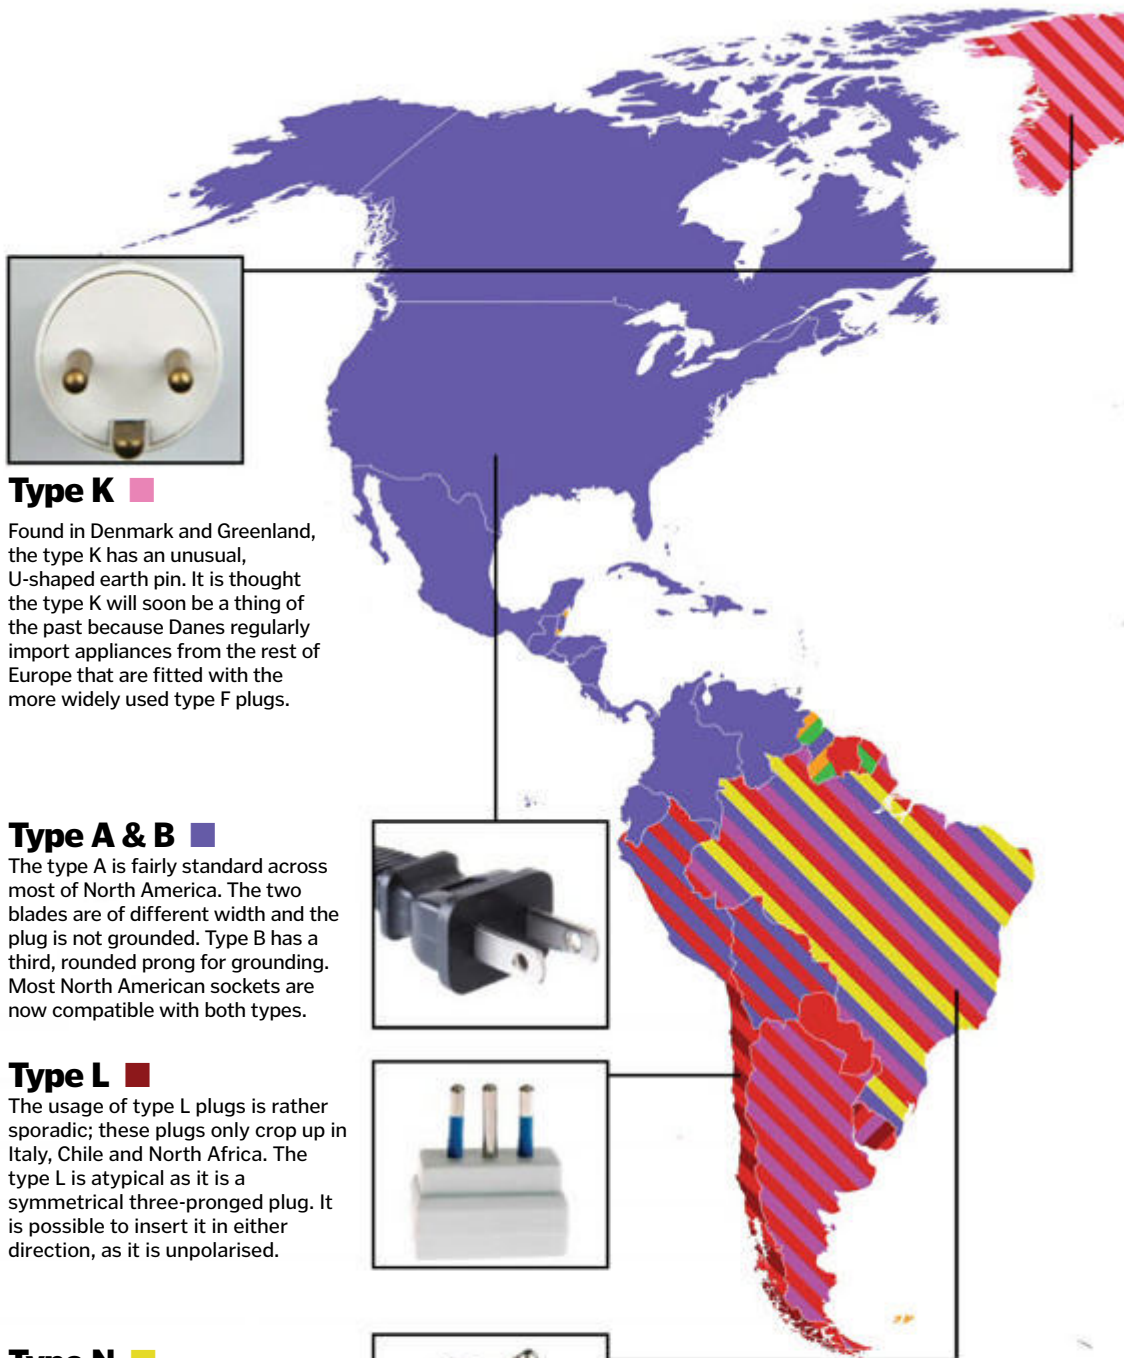 Type K
Found in Denmark and Greenland,
the type K has an unusual,
U-shaped earth pin. It is thought
the type K will soon be a thing of
the past because Danes regularly
import appliances from the rest of
Europe that are fitted with the
more widely used type F plugs.
Type A & B
The type A is fairly standard across
most of North America. The two
blades are of different width and the
plug is not grounded. Type B has a
third, rounded prong for grounding.
Most North American sockets are
now compatible with both types.
Type L
The usage of type L plugs is rather
sporadic; these plugs only crop up in
Italy, Chile and North Africa. The
type L is atypical as it is a
symmetrical three-pronged plug. It
is possible to insert it in either
direction, as it is unpolarised.
Type N